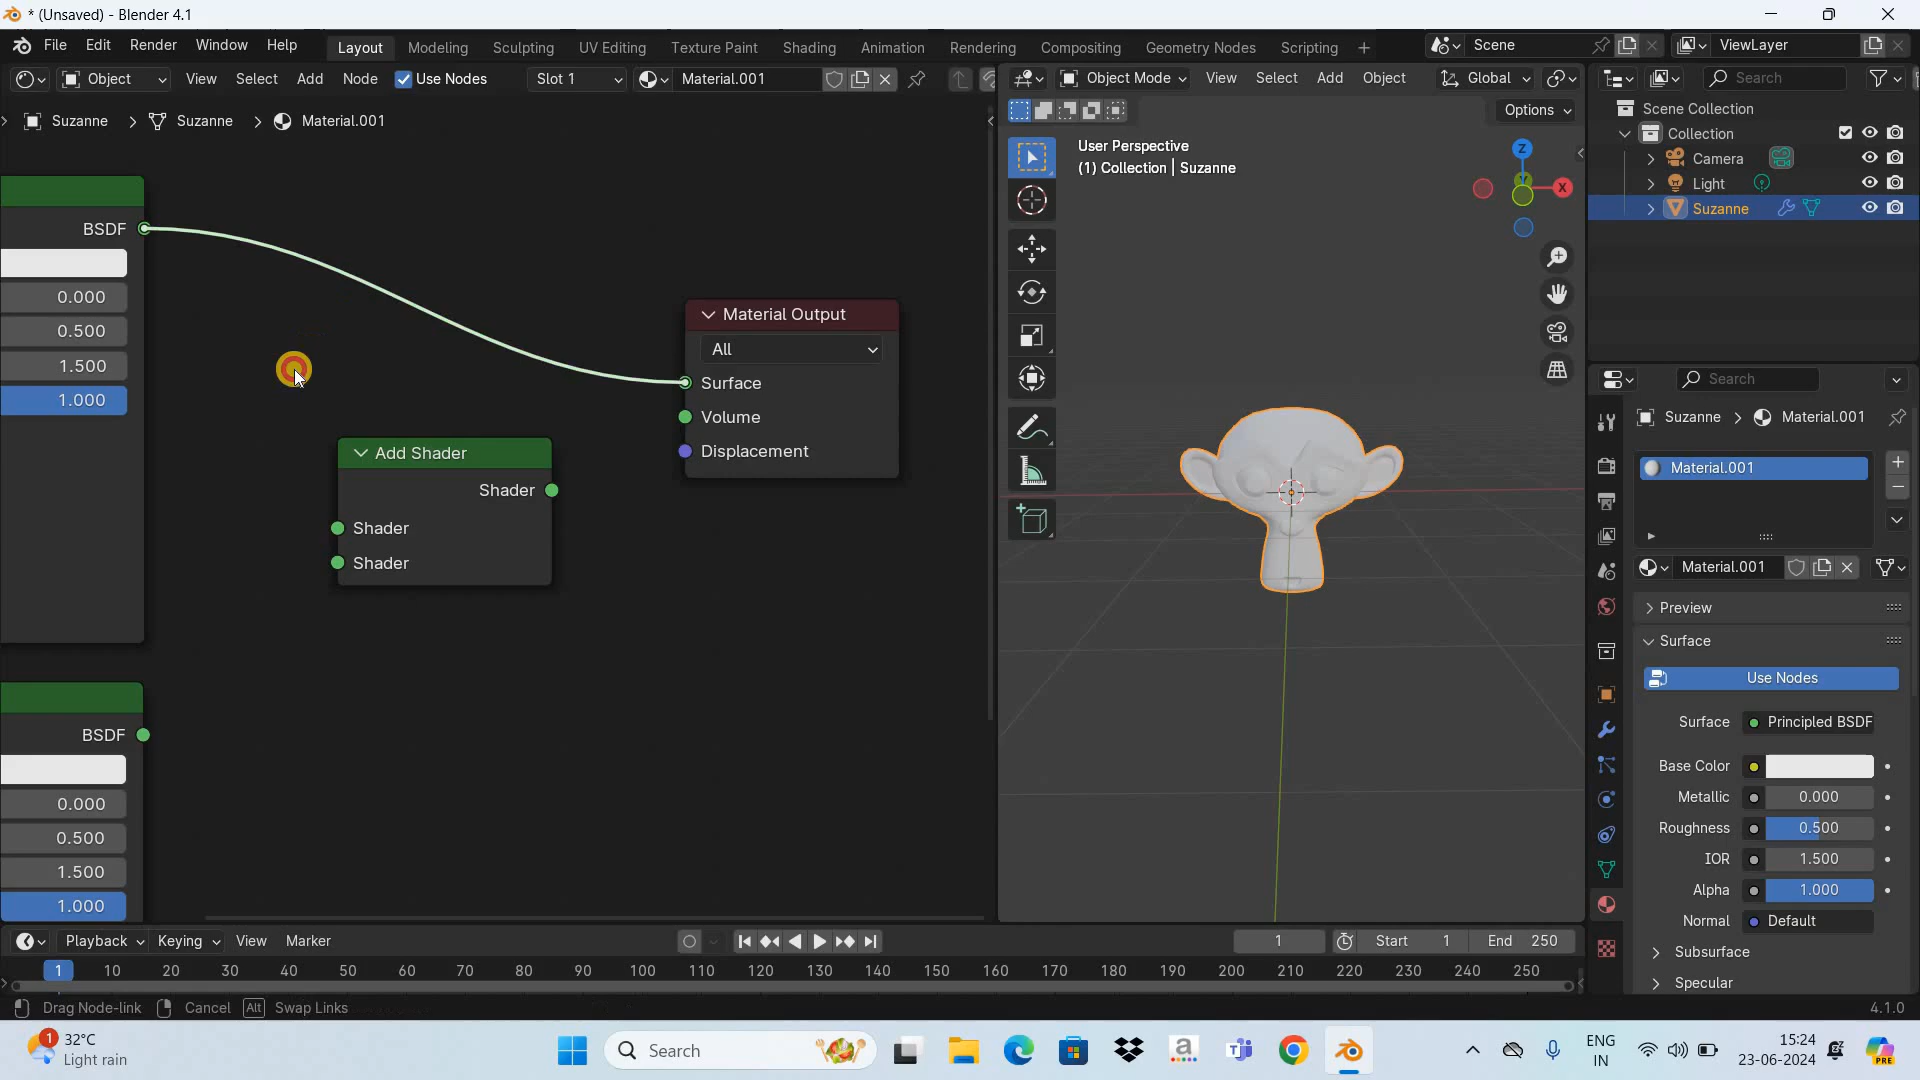 * (Unsaved) - Blender 4.1
File Edit Render Window Help Layout Modeling Sculpting UV Editing Texture Paint Shading Animation Rendering Compositing Geometry Nodes Scripting + Scene ViewLayer
Object View Select Add Node Use Nodes Slot 1 Material.001
Object Mode View Select Add Object Global
Search
Suzanne > Suzanne > Material.001
Options
User Perspective
(1) Collection | Suzanne
Z
X
Scene Collection
Collection
Camera
Light
Suzanne
BSDF
0.000
0.500
1.500
1.000
Material Output
All
Surface
Volume
Displacement
Add Shader
Shader
Shader
Shader
BSDF
0.000
0.500
1.500
1.000
Search
Suzanne > Material.001
Material.001
Material.001
Preview
Surface
Use Nodes
Surface Principled BSDF
Base Color
Metallic 0.000
Roughness 0.500
IOR 1.500
Alpha 1.000
Normal Default
Subsurface
Specular
Playback Keying View Marker 1 Start 1 End 250
1 10 20 30 40 50 60 70 80 90 100 110 120 130 140 150 160 170 180 190 200 210 220 230 240 250
Drag Node-link Cancel Alt Swap Links 4.1.0
1 32°C
Light rain
Search
a
ENG
IN
15:24
23-06-2024
PRE